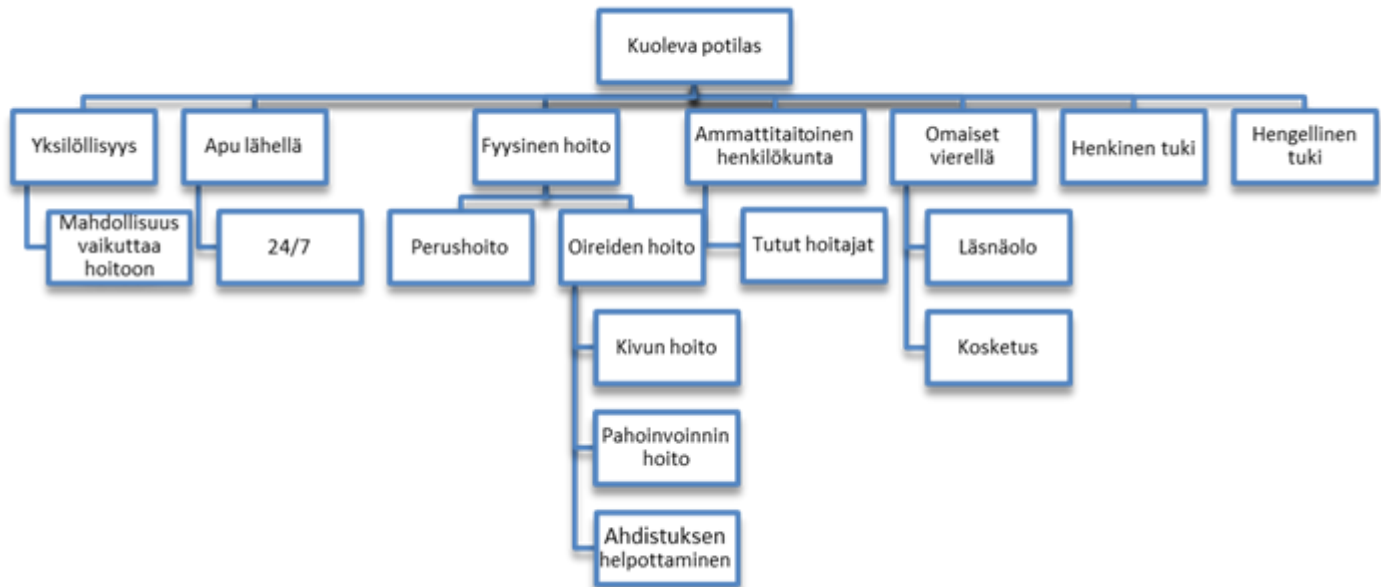 Kuoleva potilas
Yksilöllisyys
Apu lähellä
Fyysinen hoito
Ammattitaitoinen
henkilökunta
Omaiset
vierellä
Henkinen tuki
Hengellinen
tuki
Mahdollisuus
vaikuttaa
hoitoon
24/7
Perushoito
Oireiden hoito
Tutut hoitajat
Läsnäolo
Kivun hoito
Kosketus
Pahoinvoinnin
hoito
Ahdistuksen
helpottaminen